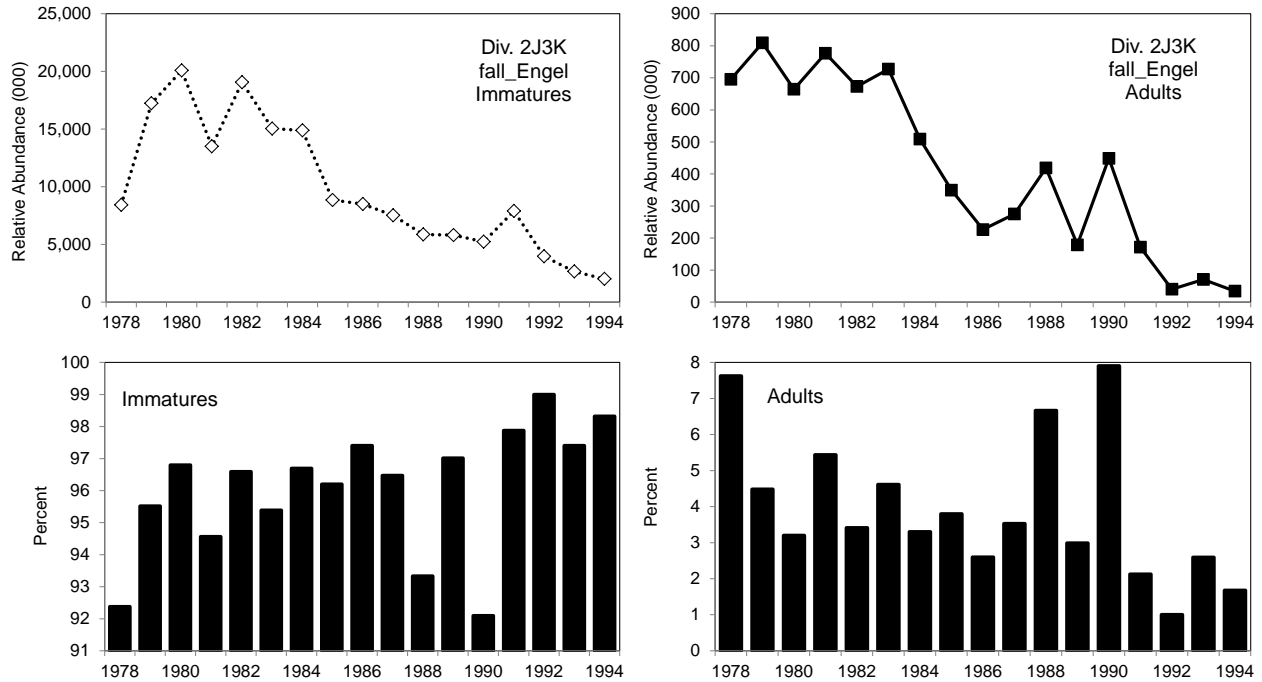 25,000
20,000
15,000
10,000
5,000
0
Relative Abundance (000)
Div. 2J3K
fall_Engel
Immatures
1978 1980 1982 1984 1986 1988 1990 1992 1994
900
800
700
600
500
400
300
200
100
0
Relative Abundance (000)
Div. 2J3K
fall_Engel
Adults
1978 1980 1982 1984 1986 1988 1990 1992 1994
100
99
98
97
96
95
94
93
92
91
Percent
Immatures
1978 1980 1982 1984 1986 1988 1990 1992 1994
8
7
6
5
4
3
2
1
0
Percent
Adults
1978 1980 1982 1984 1986 1988 1990 1992 1994